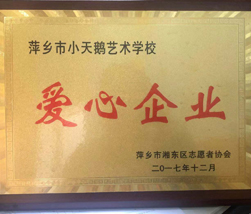 萍乡市小天鹅艺术学校
爱心企业
萍乡市湘东区志愿者协会
二〇一七年十二月